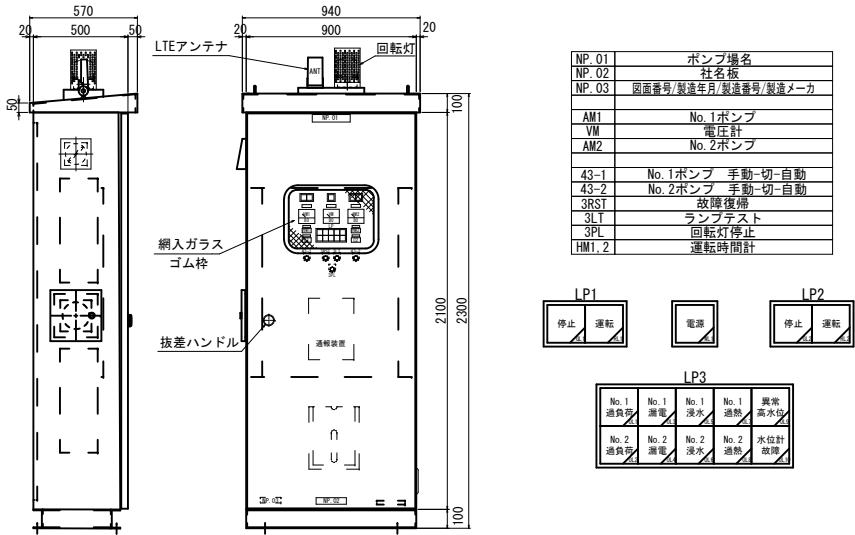 570
20 500 50
50
940
20 900 20
100
2100
2300
100
LTEアンテナ
回転灯
ANT
NP.01
網入ガラス
ゴム枠
抜差ハンドル
通報装置
NP.02
NP.01 ポンプ場名
NP.02 社名板
NP.03 図面番号/製造年月/製造番号/製造メーカ
AM1 No.1ポンプ
VM 電圧計
AM2 No.2ポンプ
43-1 No.1ポンプ 手動-切-自動
43-2 No.2ポンプ 手動-切-自動
3RST 故障復帰
3LT ランプテスト
3PL 回転灯停止
HM1,2 運転時間計
LP1
停止 運転
電源
LP2
停止 運転
LP3
No.1 No.1 No.1 No.1 異常
過負荷 漏電 浸水 過熱 高水位
No.2 No.2 No.2 No.2 水位計
過負荷 漏電 浸水 過熱 故障